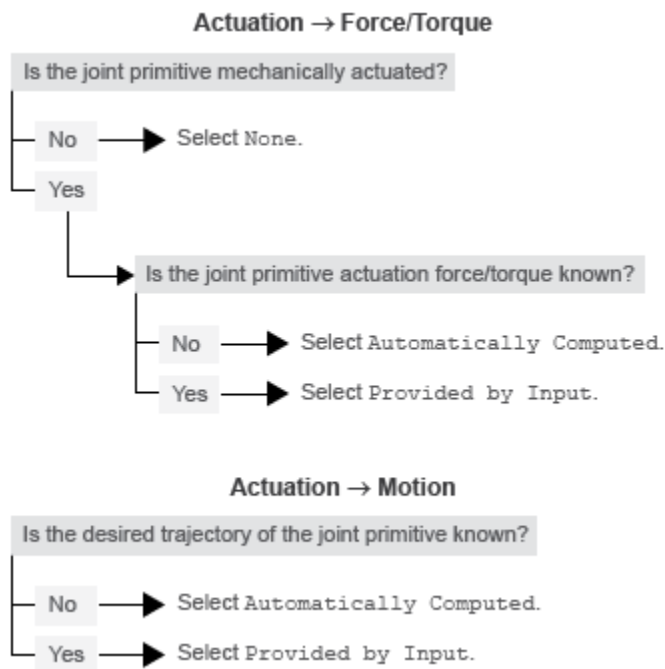 Actuation → Force/Torque
Is the joint primitive mechanically actuated?
No Select None.
Yes
Is the joint primitive actuation force/torque known?
No Select Automatically Computed.
Yes Select Provided by Input.
Actuation → Motion
Is the desired trajectory of the joint primitive known?
No Select Automatically Computed.
Yes Select Provided by Input.